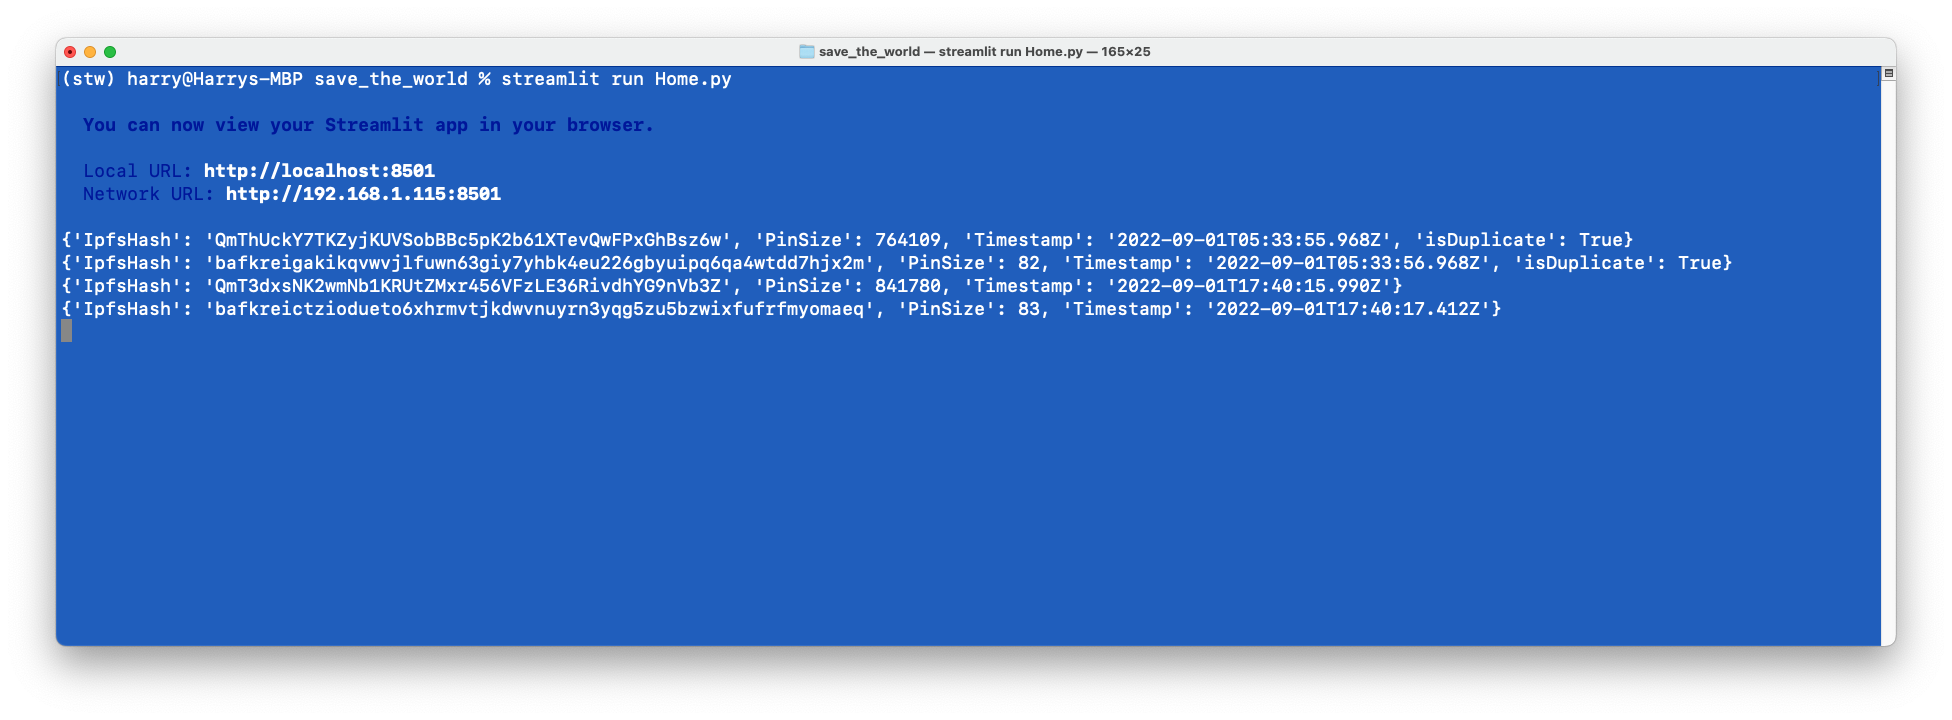 save_the_world — streamlit run Home.py — 165×25
(stw) harry@Harrys-MBP save_the_world % streamlit run Home.py
You can now view your Streamlit app in your browser.
Local URL: http://localhost:8501
Network URL: http://192.168.1.115:8501
{'IpfsHash': 'QmThUckY7TKZyjKUVSobBBc5pK2b61XTevQwFPxGhBsz6w', 'PinSize': 764109, 'Timestamp': '2022-09-01T05:33:55.968Z', 'isDuplicate': True}
{'IpfsHash': 'bafkreigakikqvwvjlfuwn63giy7yhbk4eu226gbyuipq6qa4wtdd7hjx2m', 'PinSize': 82, 'Timestamp': '2022-09-01T05:33:56.968Z', 'isDuplicate': True}
{'IpfsHash': 'QmT3dxsNK2wmNb1KRUtZMxr456VFzLE36RivdhYG9nVb3Z', 'PinSize': 841780, 'Timestamp': '2022-09-01T17:40:15.990Z'}
{'IpfsHash': 'bafkreictziodueto6xhrmvtjkdwvnuyrn3yqg5zu5bzwixfufrfmyomaeq', 'PinSize': 83, 'Timestamp': '2022-09-01T17:40:17.412Z'}